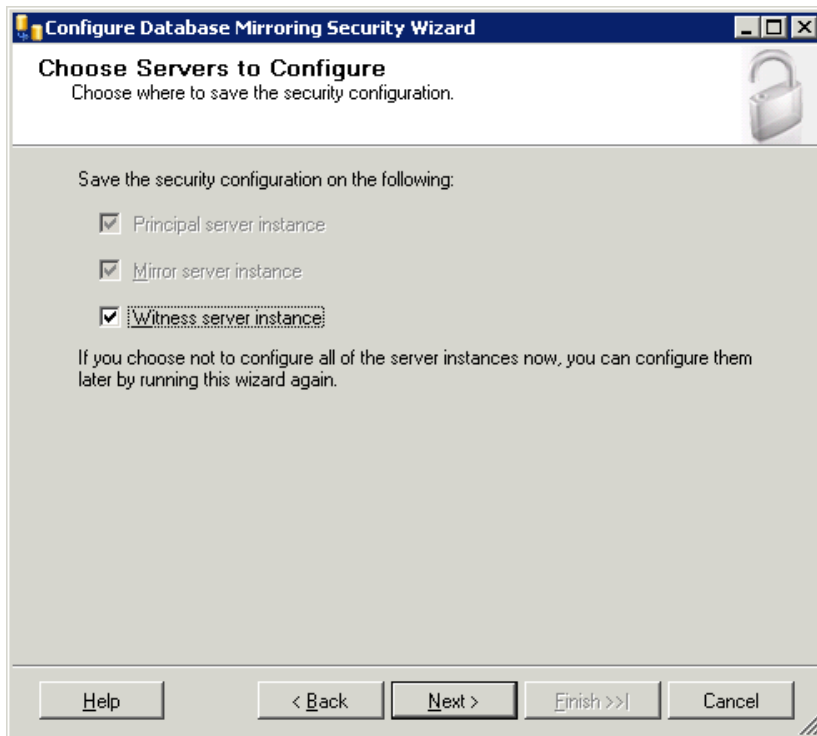 Configure Database Mirroring Security Wizard
Choose Servers to Configure
Choose where to save the security configuration.
Save the security configuration on the following:
Principal server instance
Mirror server instance
Witness server instance
If you choose not to configure all of the server instances now, you can configure them
later by running this wizard again.
Help
< Back
Next >
Finish >>|
Cancel